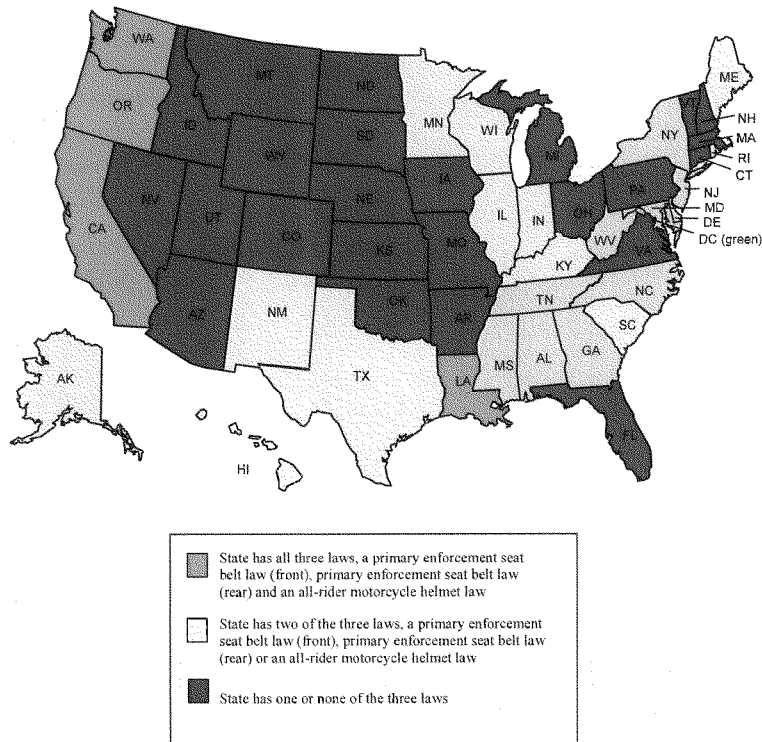 WA
MT
ND
OR
ID
SD
MN
WI
MI
NY
ME
VT
NH
MA
RI
CT
WY
NV
UT
CO
NE
IA
IL
IN
OH
PA
NJ
MD
DE
DC (green)
CA
KS
MO
KY
WV
VA
AZ
NM
OK
AR
TN
NC
SC
TX
LA
MS
AL
GA
FL
AK
HI
State has all three laws, a primary enforcement seat
belt law (front), primary enforcement seat belt law
(rear) and an all-rider motorcycle helmet law
State has two of the three laws, a primary enforcement
seat belt law (front), primary enforcement seat belt law
(rear) or an all-rider motorcycle helmet law
State has one or none of the three laws